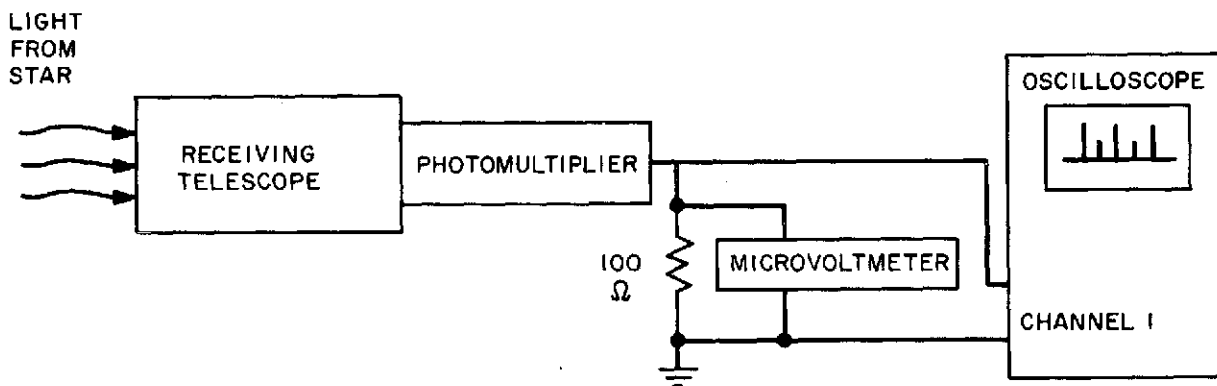 LIGHT
FROM
STAR
RECEIVING
TELESCOPE
PHOTOMULTIPLIER
100
Ω
MICROVOLTMETER
OSCILLOSCOPE
CHANNEL 1